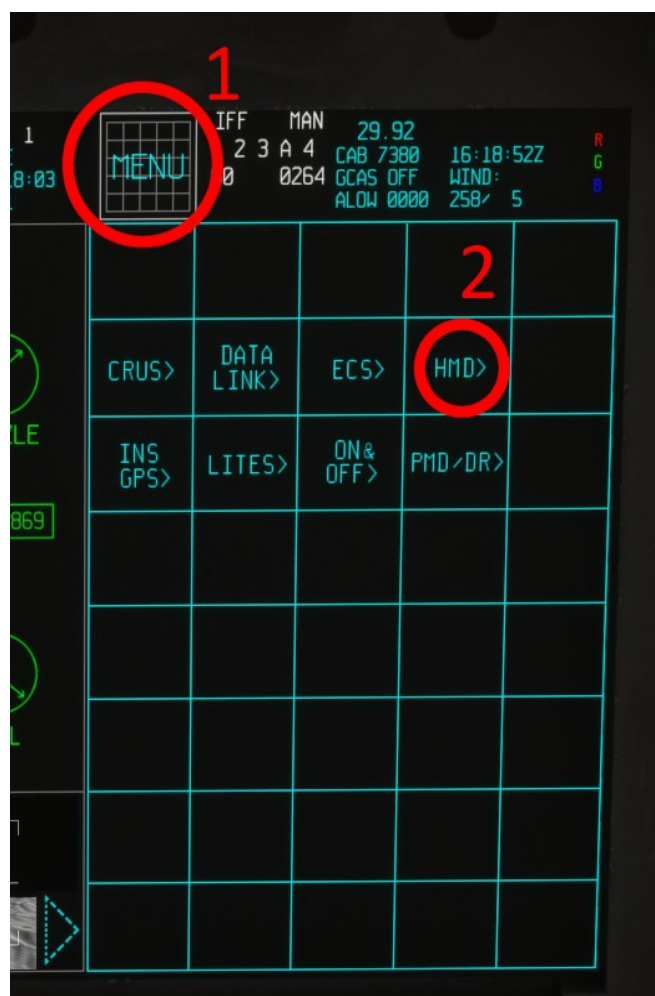 1
2
1
8:03
MENU
IFF MAN
2 3 A 4
0 0264
29.92
CAB 7380
GCAS OFF
ALOW 0000
16:18:52Z
WIND:
258/ 5
R
G
B
CRUS>
DATA
LINK>
ECS>
HMD>
INS
GPS>
LITES>
ON&
OFF>
PMD/DR>
LE
869
L